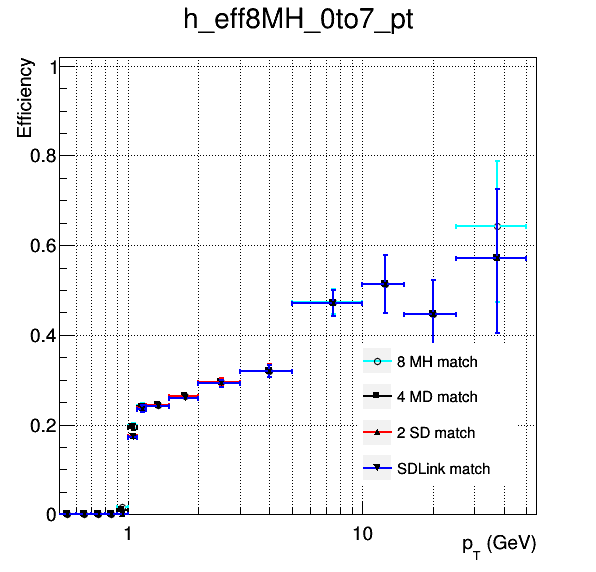 h_eff8MH_0to7_pt
Efficiency
1
0.8
0.6
0.4
0.2
0
8 MH match
4 MD match
2 SD match
SDLink match
1 10
p_T (GeV)